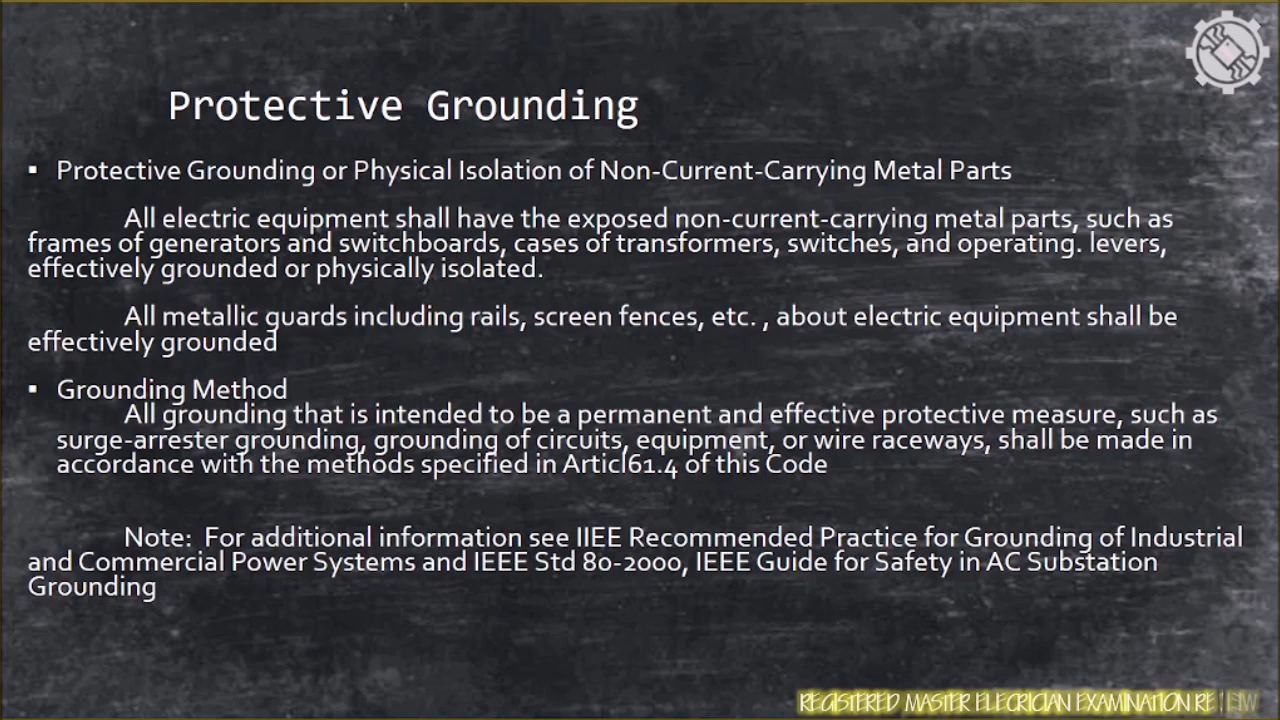 Protective Grounding
▪ Protective Grounding or Physical Isolation of Non-Current-Carrying Metal Parts
All electric equipment shall have the exposed non-current-carrying metal parts, such as
frames of generators and switchboards, cases of transformers, switches, and operating. levers,
effectively grounded or physically isolated.
All metallic guards including rails, screen fences, etc. , about electric equipment shall be
effectively grounded
▪ Grounding Method
All grounding that is intended to be a permanent and effective protective measure, such as
surge-arrester grounding, grounding of circuits, equipment, or wire raceways, shall be made in
accordance with the methods specified in Articl61.4 of this Code
Note: For additional information see IIEE Recommended Practice for Grounding of Industrial
and Commercial Power Systems and IEEE Std 80-2000, IEEE Guide for Safety in AC Substation
Grounding
REGISTERED MASTER ELECRICIAN EXAMINATION REVIEW